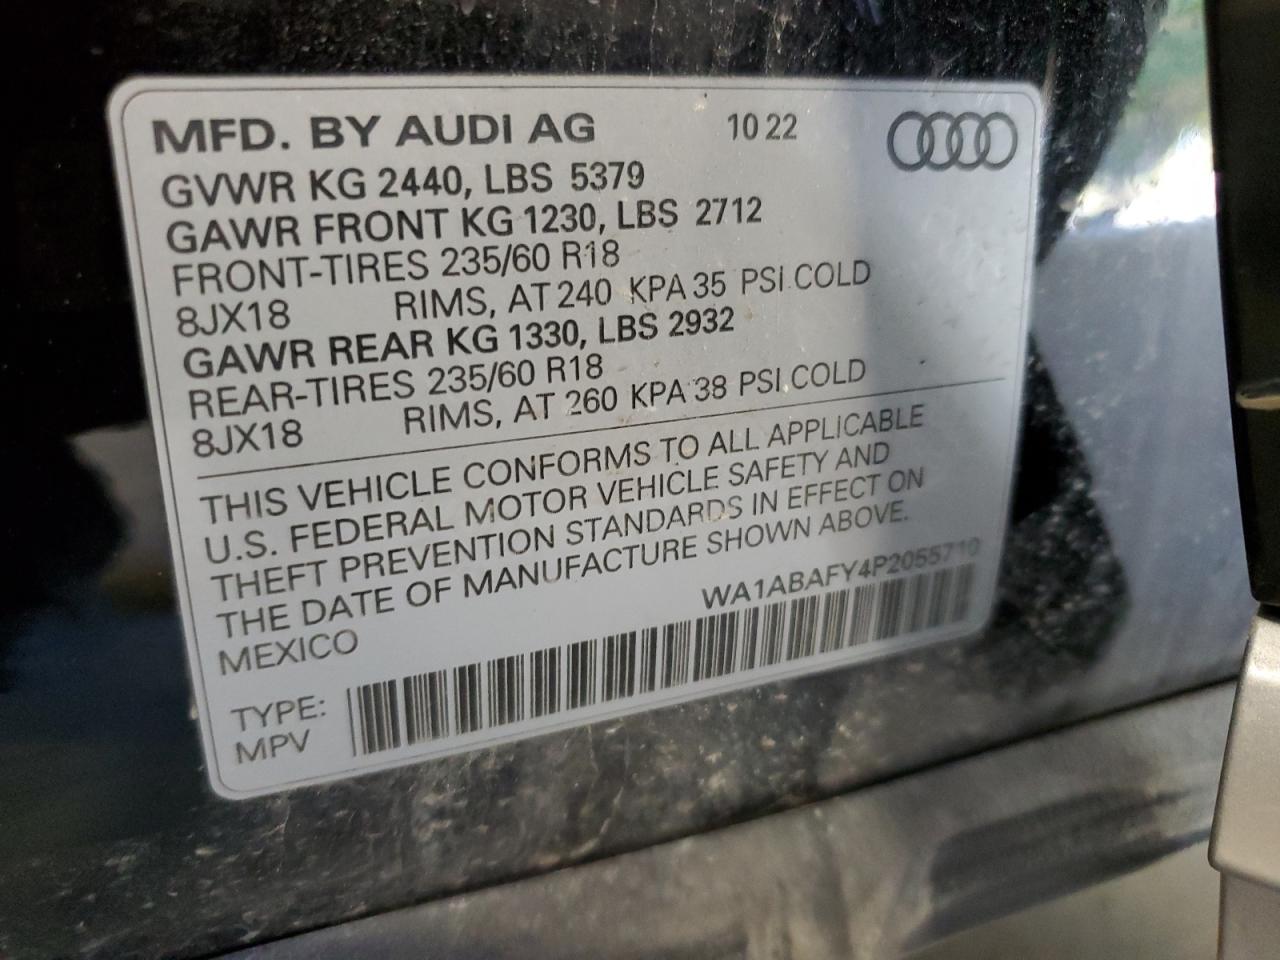 MFD. BY AUDI AG 10 22
GVWR KG 2440, LBS 5379
GAWR FRONT KG 1230, LBS 2712
FRONT-TIRES 235/60 R18
8JX18 RIMS, AT 240 KPA 35 PSI COLD
GAWR REAR KG 1330, LBS 2932
REAR-TIRES 235/60 R18
8JX18 RIMS, AT 260 KPA 38 PSI COLD
THIS VEHICLE CONFORMS TO ALL APPLICABLE
U.S. FEDERAL MOTOR VEHICLE SAFETY AND
THEFT PREVENTION STANDARDS IN EFFECT ON
THE DATE OF MANUFACTURE SHOWN ABOVE.
MEXICO WA1ABAFY4P2055710
TYPE:
MPV